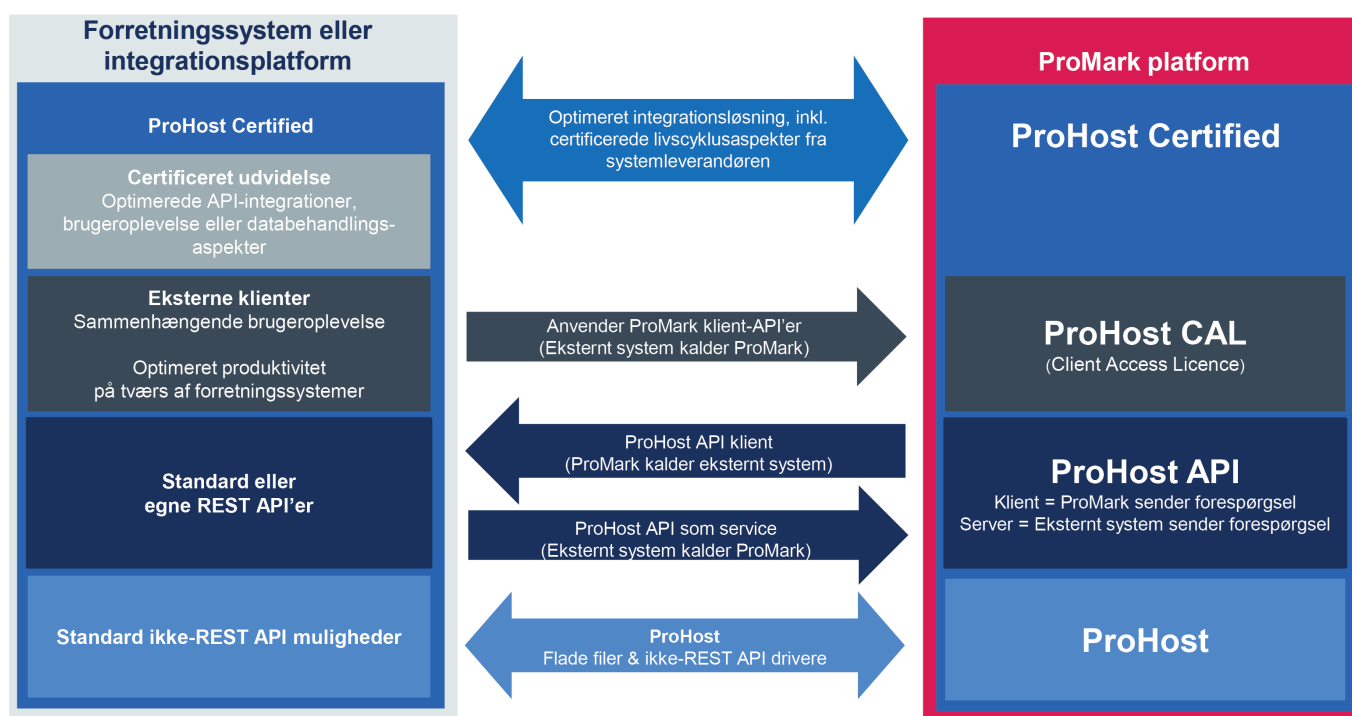 Forretningssystem eller
integrationsplatform
ProHost Certified
Certificeret udvidelse
Optimerede API-integrationer,
brugeroplevelse eller databehandlings-
aspekter
Eksterne klienter
Sammenhængende brugeroplevelse
Optimeret produktivitet
på tværs af forretningssystemer
Standard eller
egne REST API’er
Standard ikke-REST API muligheder
Optimeret integrationsløsning, inkl.
certificerede livscyklusaspekter fra
systemleverandøren
Anvender ProMark klient-API’er
(Eksternt system kalder ProMark)
ProHost API klient
(ProMark kalder eksternt system)
ProHost API som service
(Eksternt system kalder ProMark)
ProHost
Flade filer & ikke-REST API drivere
ProMark platform
ProHost Certified
ProHost CAL
(Client Access Licence)
ProHost API
Klient = ProMark sender forespørgsel
Server = Eksternt system sender forespørgsel
ProHost